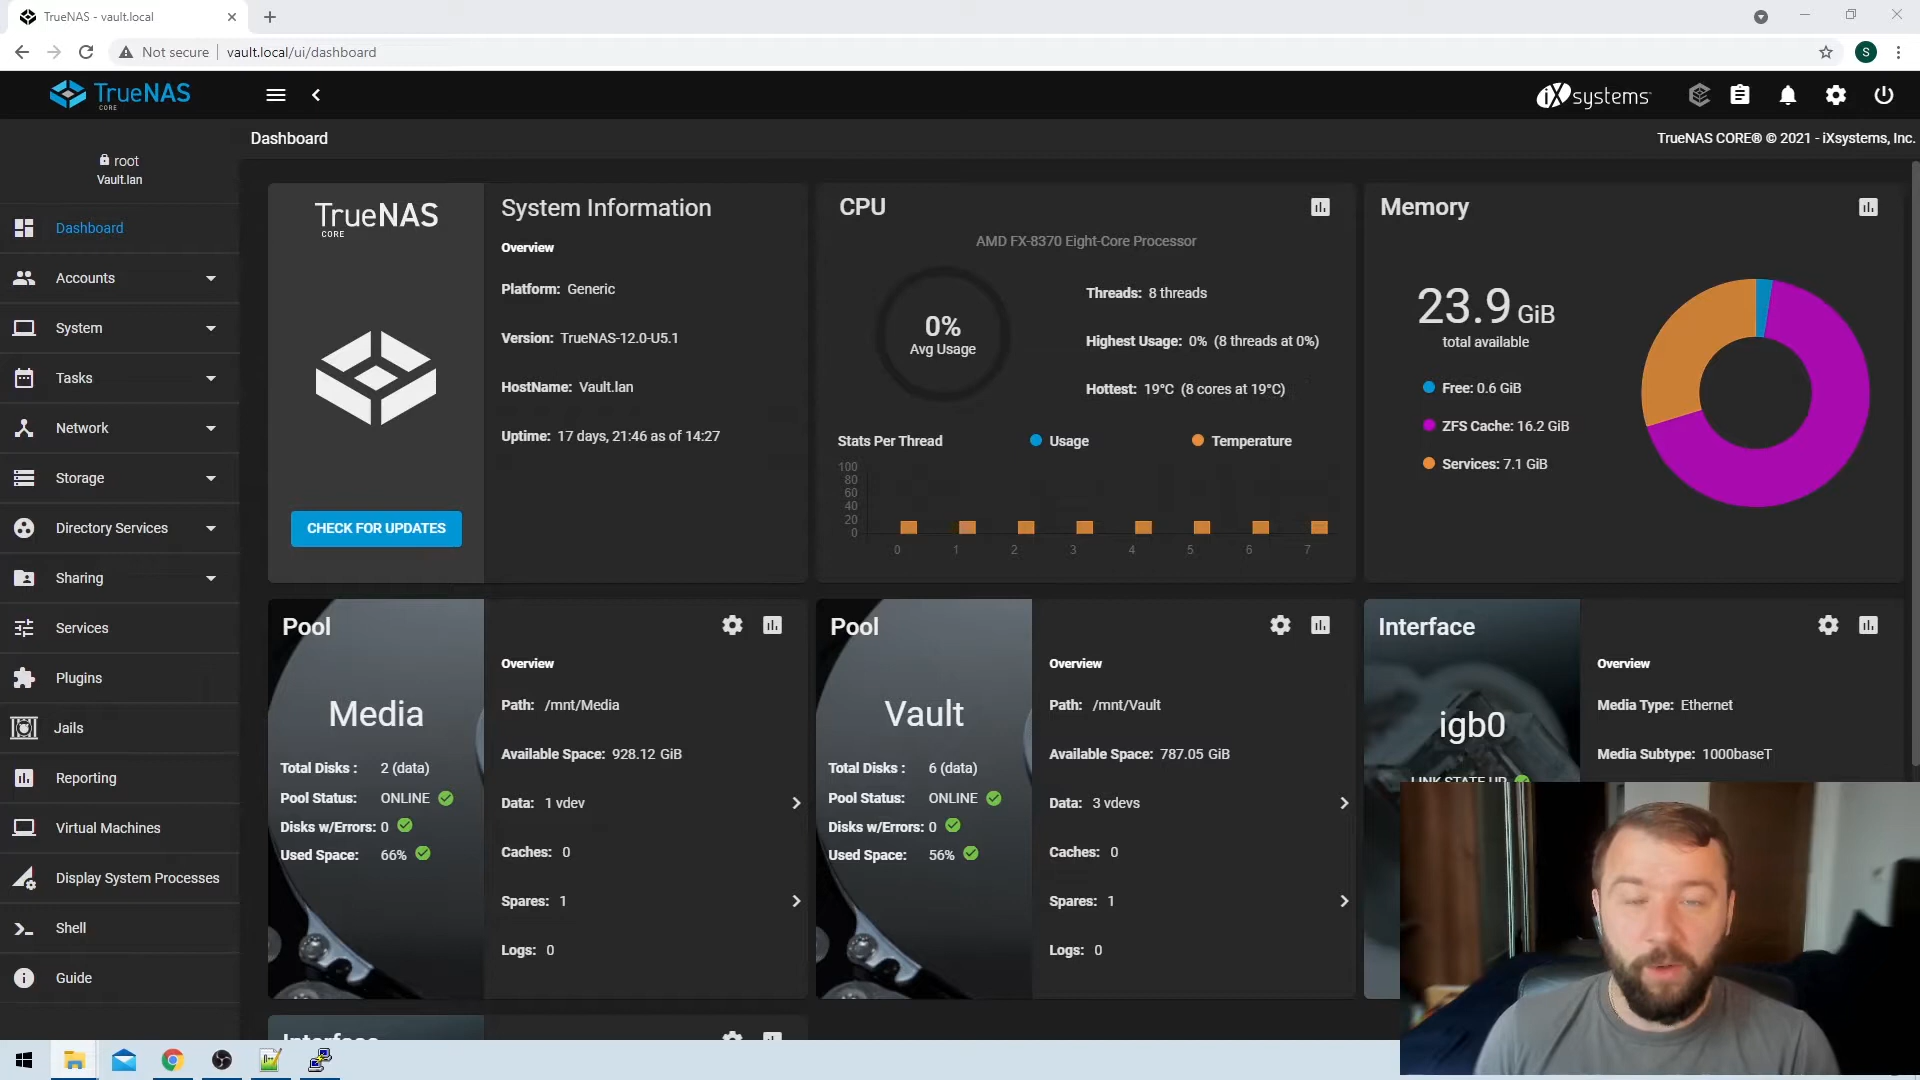 TrueNAS - vault.local
Not secure
vault.local/ui/dashboard
S
TrueNAS
CORE
iXsystems
Dashboard
TrueNAS CORE® © 2021 - iXsystems, Inc.
root
Vault.lan
Dashboard
Accounts
System
Tasks
Network
Storage
Directory Services
Sharing
Services
Plugins
Jails
Reporting
Virtual Machines
Display System Processes
Shell
Guide
TrueNAS
CORE
CHECK FOR UPDATES
System Information
Overview
Platform: Generic
Version: TrueNAS-12.0-U5.1
HostName: Vault.lan
Uptime: 17 days, 21:46 as of 14:27
CPU
AMD FX-8370 Eight-Core Processor
0%
Avg Usage
Threads: 8 threads
Highest Usage: 0% (8 threads at 0%)
Hottest: 19°C (8 cores at 19°C)
Stats Per Thread
Usage
Temperature
100
80
60
40
20
0
0 1 2 3 4 5 6 7
Memory
23.9 GiB
total available
Free: 0.6 GiB
ZFS Cache: 16.2 GiB
Services: 7.1 GiB
Pool
Media
Total Disks : 2 (data)
Pool Status: ONLINE
Disks w/Errors: 0
Used Space: 66%
Overview
Path: /mnt/Media
Available Space: 928.12 GiB
Data: 1 vdev
Caches: 0
Spares: 1
Logs: 0
Pool
Vault
Total Disks : 6 (data)
Pool Status: ONLINE
Disks w/Errors: 0
Used Space: 56%
Overview
Path: /mnt/Vault
Available Space: 787.05 GiB
Data: 3 vdevs
Caches: 0
Spares: 1
Logs: 0
Interface
igb0
LINK STATE UP
Overview
Media Type: Ethernet
Media Subtype: 1000baseT
Interface